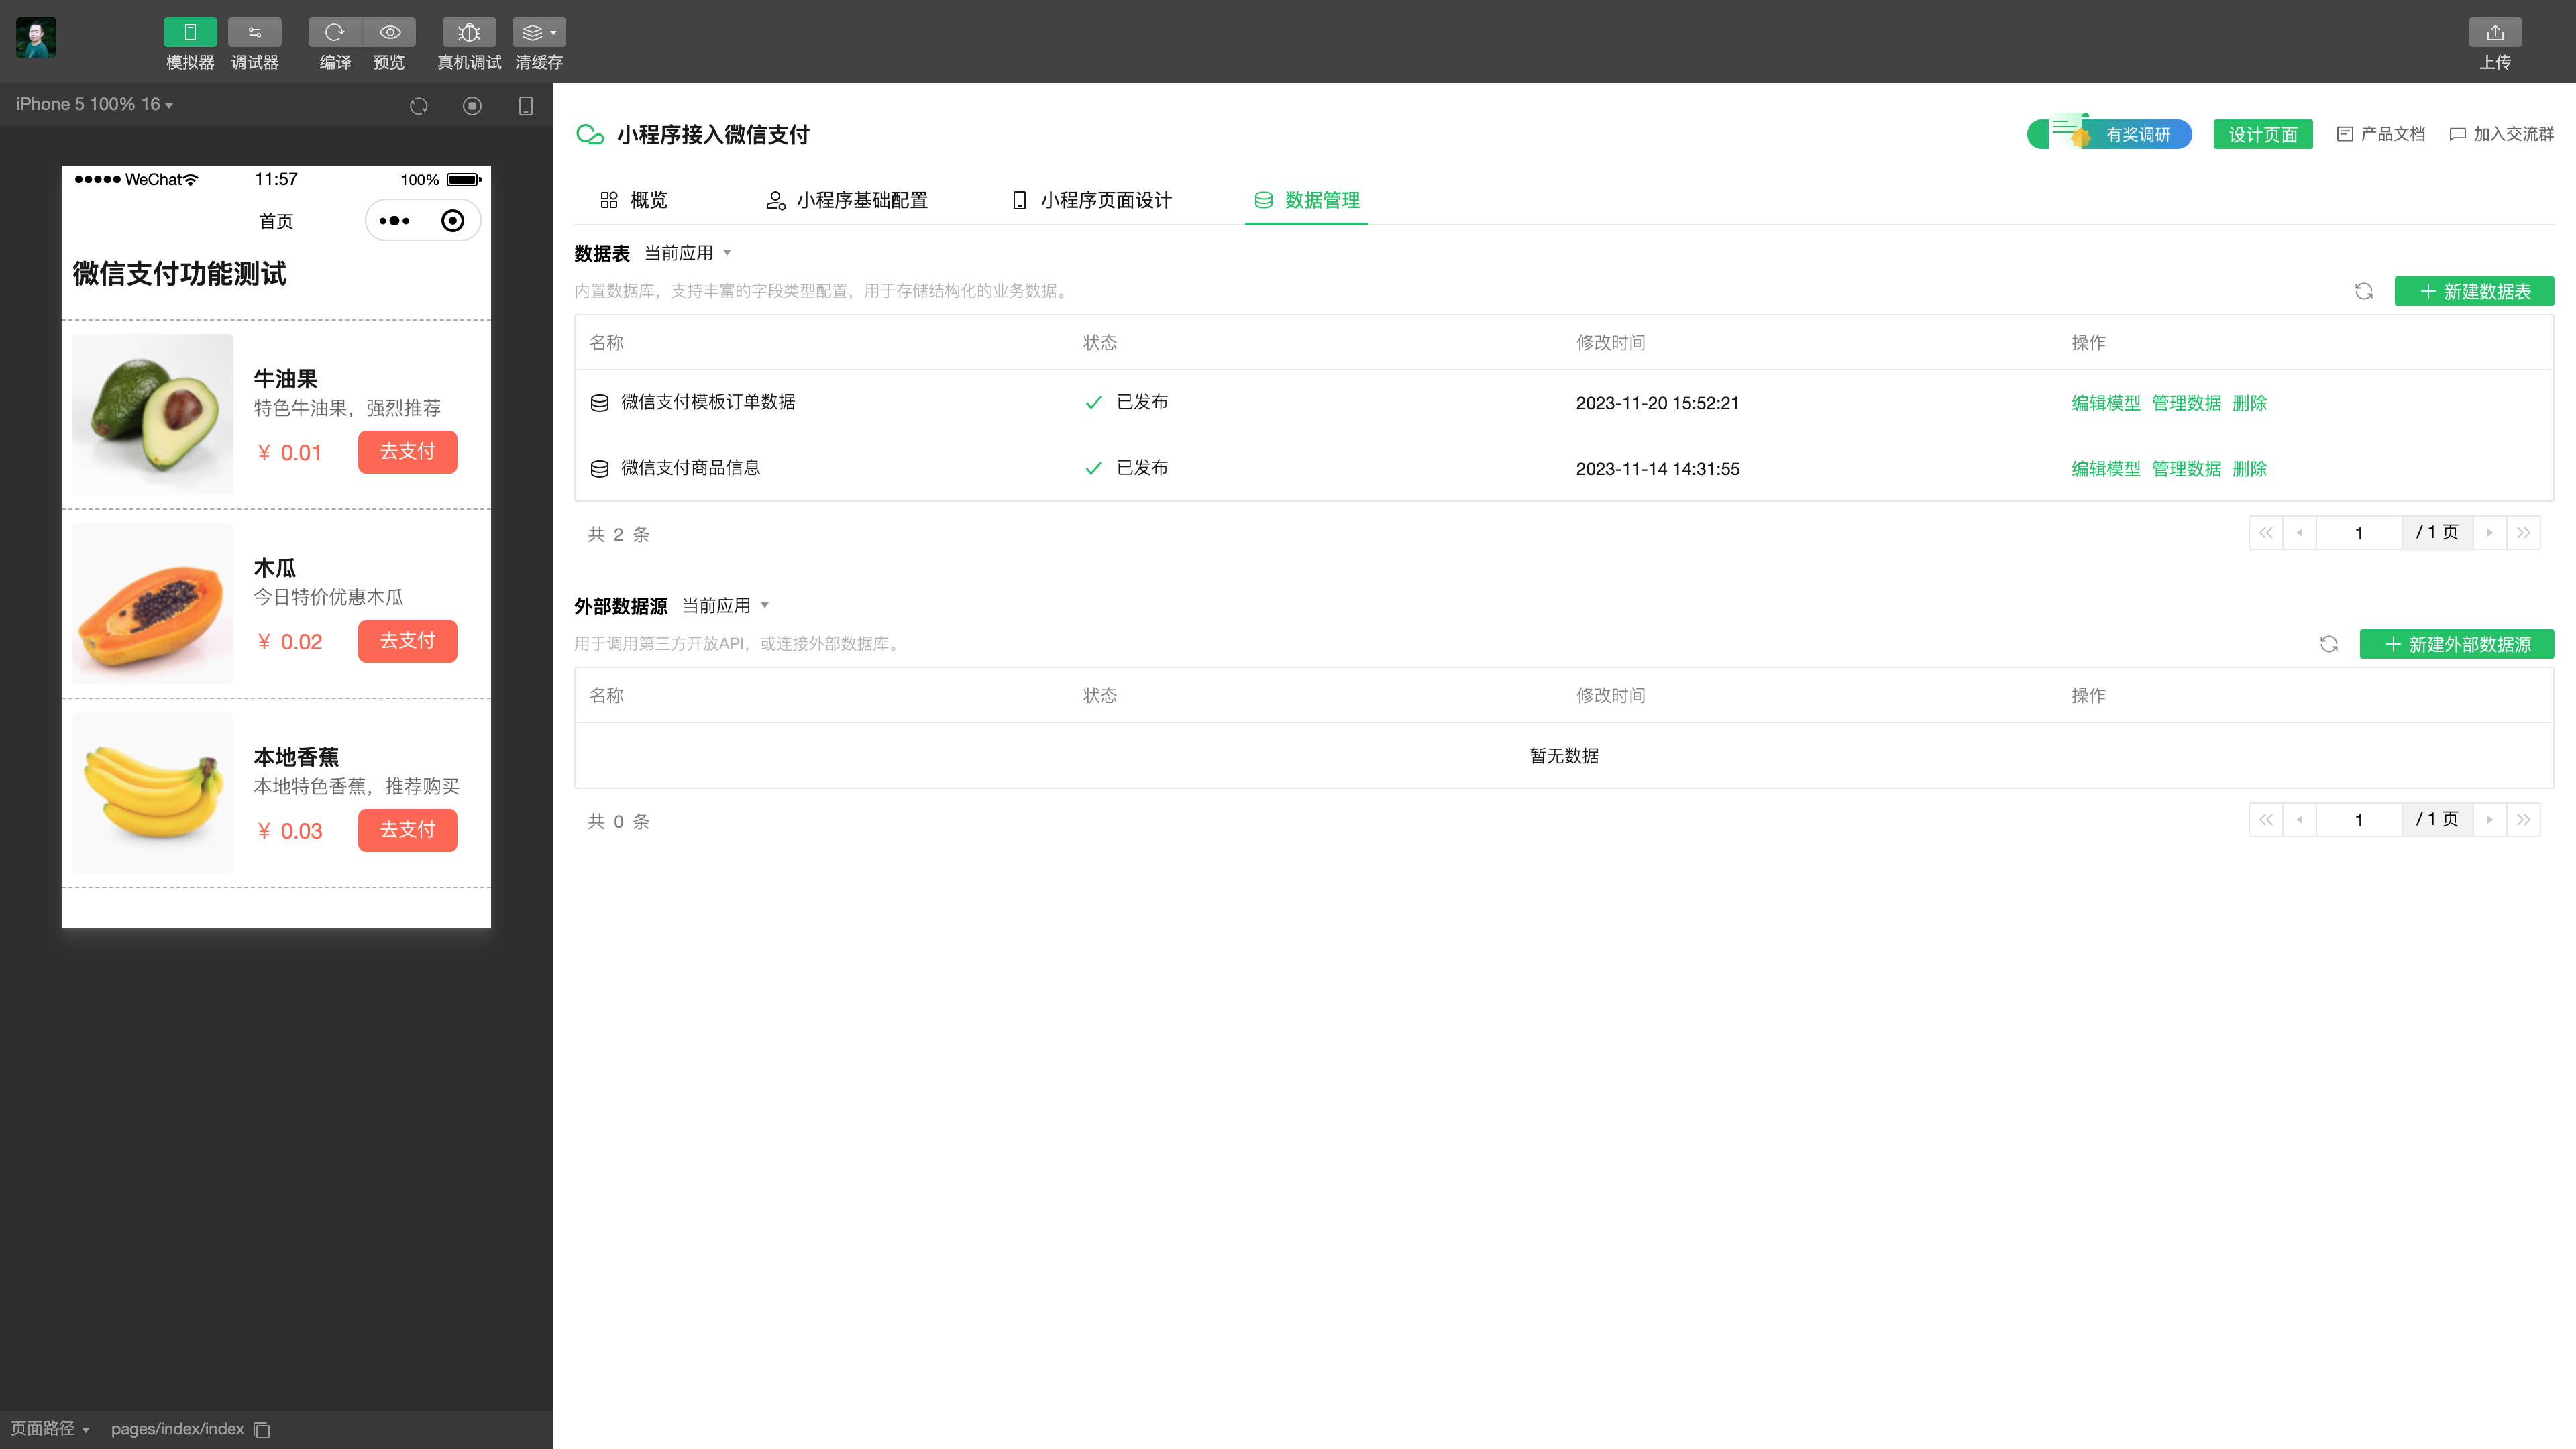 模拟器 调试器 编译 预览 真机调试 清缓存 上传
iPhone 5 100% 16
WeChat 11:57 100%
首页
微信支付功能测试
牛油果
特色牛油果，强烈推荐
¥ 0.01 去支付
木瓜
今日特价优惠木瓜
¥ 0.02 去支付
本地香蕉
本地特色香蕉，推荐购买
¥ 0.03 去支付
页面路径 | pages/index/index
小程序接入微信支付 有奖调研 设计页面 产品文档 加入交流群
概览 小程序基础配置 小程序页面设计 数据管理
数据表 当前应用
内置数据库，支持丰富的字段类型配置，用于存储结构化的业务数据。 新建数据表
名称 状态 修改时间 操作
微信支付模板订单数据 已发布 2023-11-20 15:52:21 编辑模型 管理数据 删除
微信支付商品信息 已发布 2023-11-14 14:31:55 编辑模型 管理数据 删除
共 2 条 1 / 1 页
外部数据源 当前应用
用于调用第三方开放API，或连接外部数据库。 新建外部数据源
名称 状态 修改时间 操作
暂无数据
共 0 条 1 / 1 页